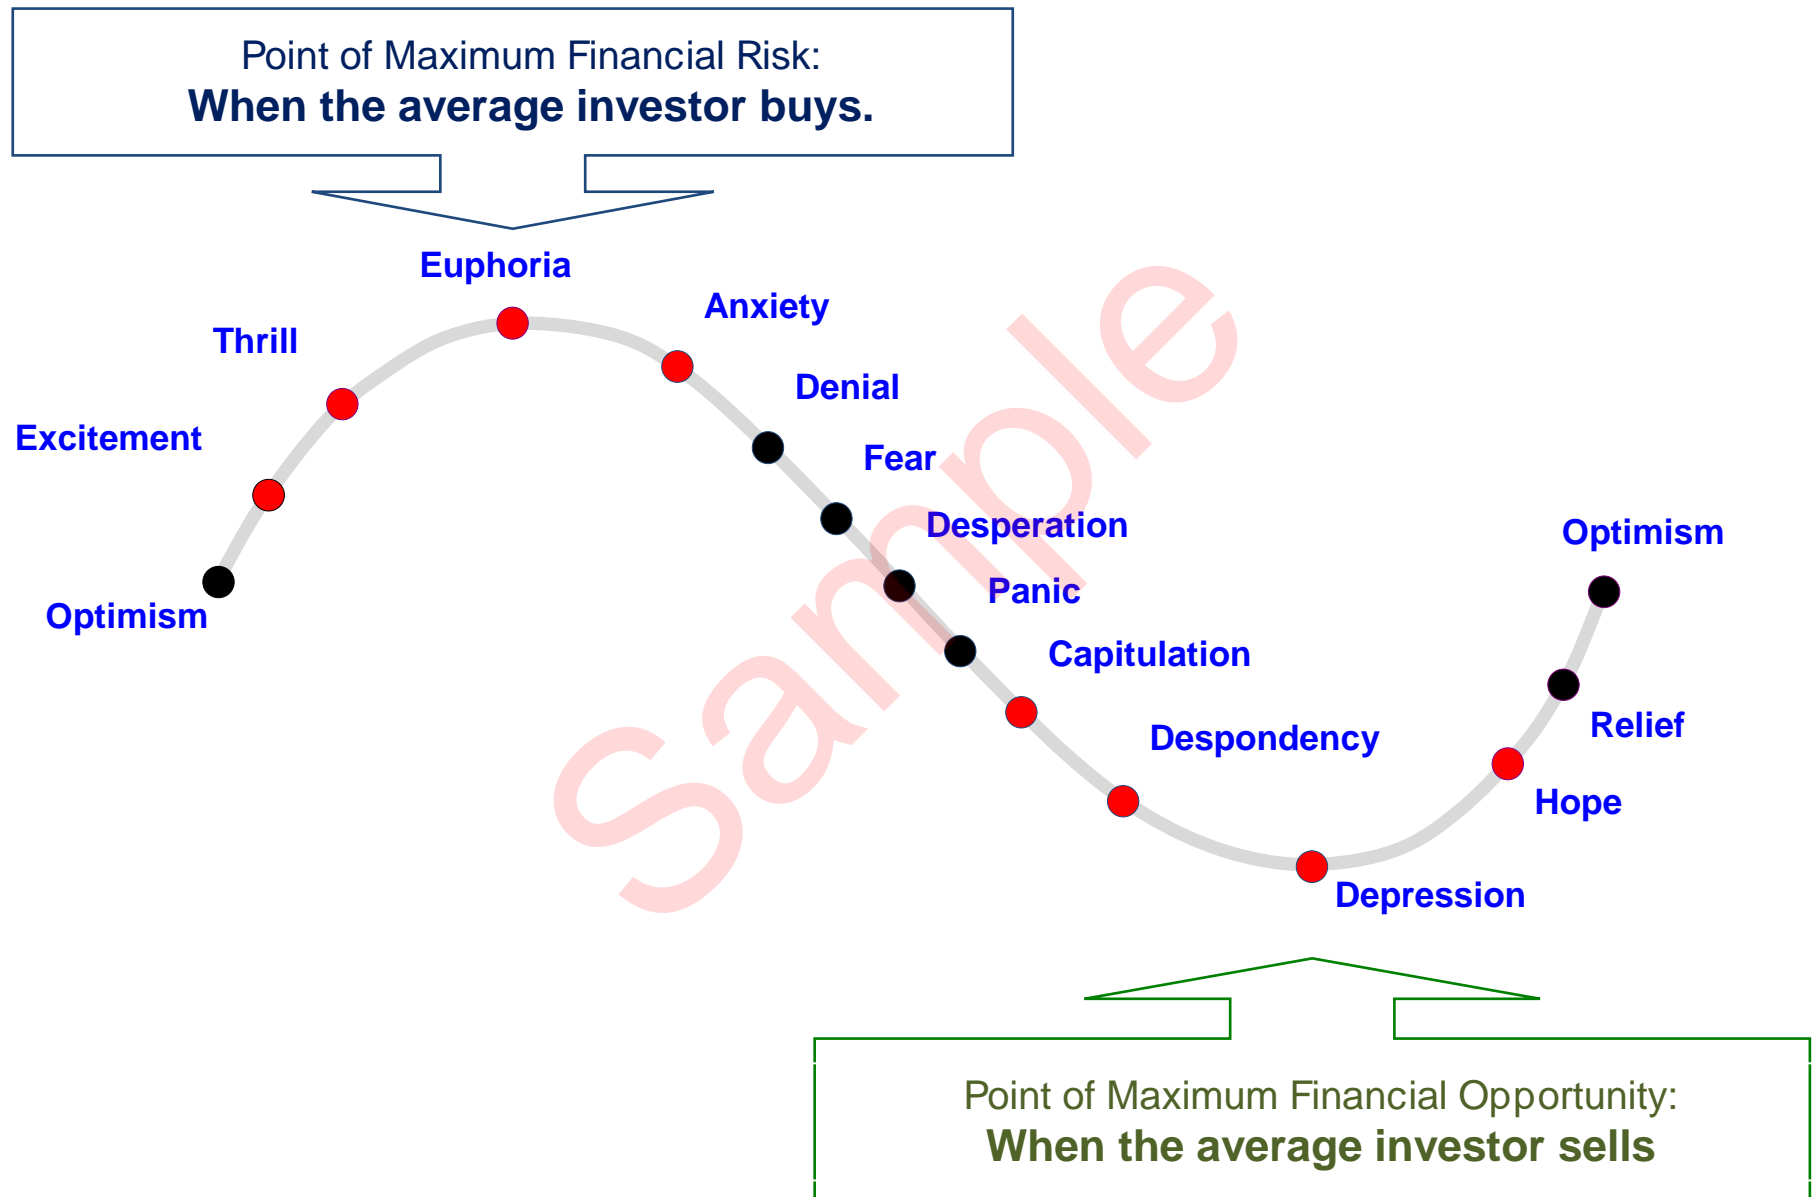 Point of Maximum Financial Risk:
When the average investor buys.
Euphoria
Anxiety
Thrill
Denial
Excitement
Fear
Desperation
Optimism
Optimism
Panic
Capitulation
Despondency
Relief
Hope
Depression
Sample
Point of Maximum Financial Opportunity:
When the average investor sells